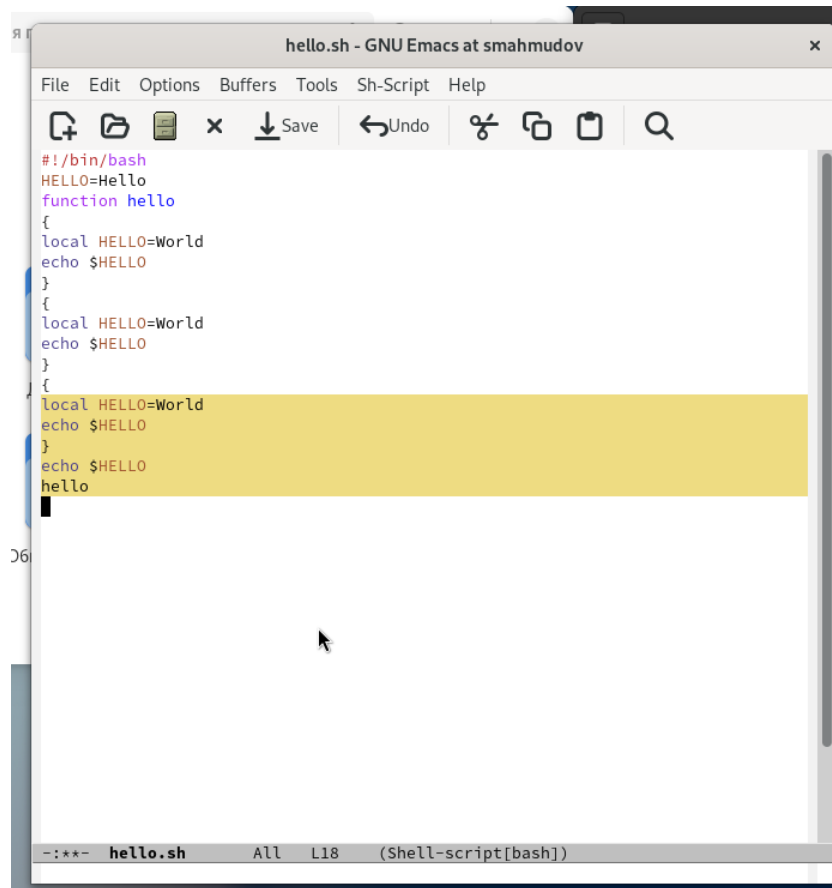 hello.sh - GNU Emacs at smahmudov
File Edit Options Buffers Tools Sh-Script Help
Save Undo
#!/bin/bash
HELLO=Hello
function hello
{
local HELLO=World
echo $HELLO
}
{
local HELLO=World
echo $HELLO
}
{
local HELLO=World
echo $HELLO
}
echo $HELLO
hello
-:**- hello.sh All L18 (Shell-script[bash])